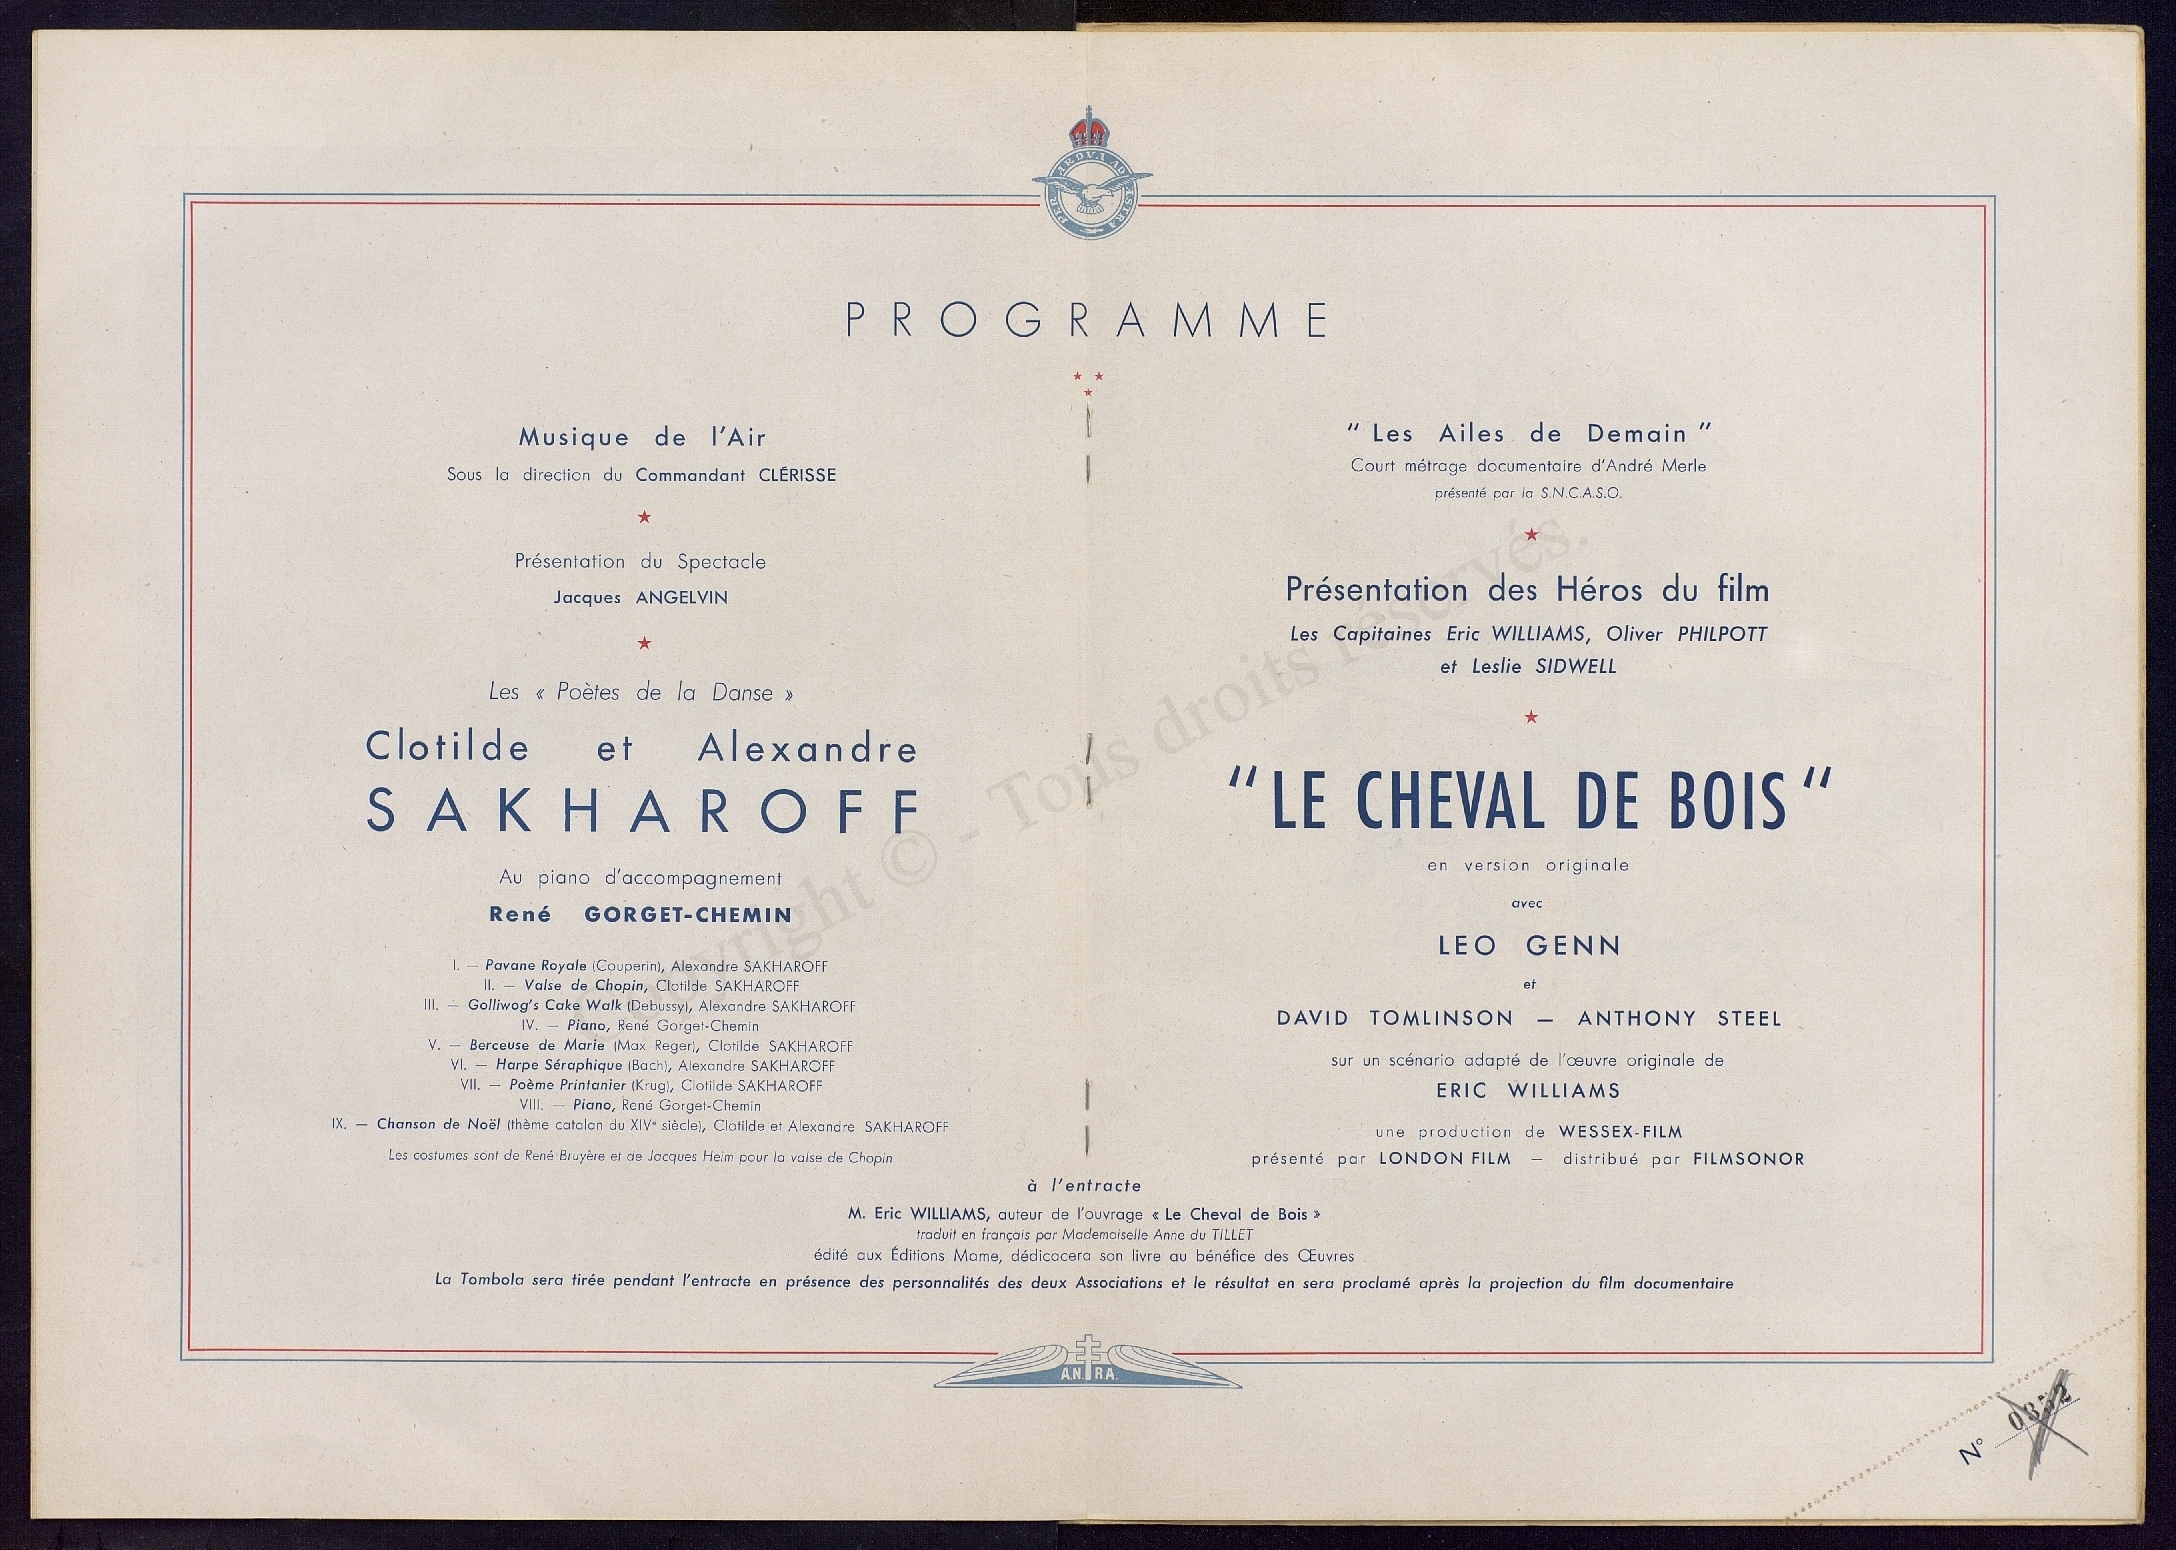 PER ARDVA AD ASTRA
PROGRAMME
Musique de l'Air
Sous la direction du Commandant CLÉRISSE
Présentation du Spectacle
Jacques ANGELVIN
Les « Poètes de la Danse »
Clotilde et Alexandre
SAKHAROFF
Au piano d'accompagnement
René GORGET-CHEMIN
I. — Pavane Royale (Couperin), Alexandre SAKHAROFF
II. — Valse de Chopin, Clotilde SAKHAROFF
III. — Golliwog's Cake Walk (Debussy), Alexandre SAKHAROFF
IV. — Piano, René Gorget-Chemin
V. — Berceuse de Marie (Max Reger), Clotilde SAKHAROFF
VI. — Harpe Séraphique (Bach), Alexandre SAKHAROFF
VII. — Poème Printanier (Krug), Clotilde SAKHAROFF
VIII. — Piano, René Gorget-Chemin
IX. — Chanson de Noël (thème catalan du XIVe siècle), Clotilde et Alexandre SAKHAROFF
Les costumes sont de René Bruyère et de Jacques Heim pour la valse de Chopin
" Les Ailes de Demain "
Court métrage documentaire d'André Merle
présenté par la S.N.C.A.S.O.
Présentation des Héros du film
Les Capitaines Eric WILLIAMS, Oliver PHILPOTT
et Leslie SIDWELL
"LE CHEVAL DE BOIS"
en version originale
avec
LEO GENN
et
DAVID TOMLINSON — ANTHONY STEEL
sur un scénario adapté de l'œuvre originale de
ERIC WILLIAMS
une production de WESSEX-FILM
présenté par LONDON FILM — distribué par FILMSONOR
à l'entracte
M. Eric WILLIAMS, auteur de l'ouvrage « Le Cheval de Bois »
traduit en français par Mademoiselle Anne du TILLET
édité aux Éditions Mame, dédicacera son livre au bénéfice des Œuvres
La Tombola sera tirée pendant l'entracte en présence des personnalités des deux Associations et le résultat en sera proclamé après la projection du film documentaire
A.N.R.A.
N° 0352
Copyright © - Tous droits réservés.